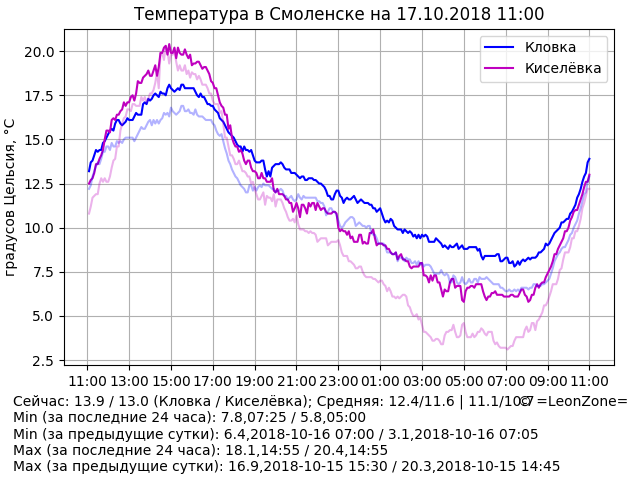 Температура в Смоленске на 17.10.2018 11:00
Кловка
Киселёвка
градусов Цельсия, °C
20.0
17.5
15.0
12.5
10.0
7.5
5.0
2.5
11:00 13:00 15:00 17:00 19:00 21:00 23:00 01:00 03:00 05:00 07:00 09:00 11:00
Сейчас: 13.9 / 13.0 (Кловка / Киселёвка); Средняя: 12.4/11.6 | 11.1/10.7 © =LeonZone=
Min (за последние 24 часа): 7.8,07:25 / 5.8,05:00
Min (за предыдущие сутки): 6.4,2018-10-16 07:00 / 3.1,2018-10-16 07:05
Max (за последние 24 часа): 18.1,14:55 / 20.4,14:55
Max (за предыдущие сутки): 16.9,2018-10-15 15:30 / 20.3,2018-10-15 14:45